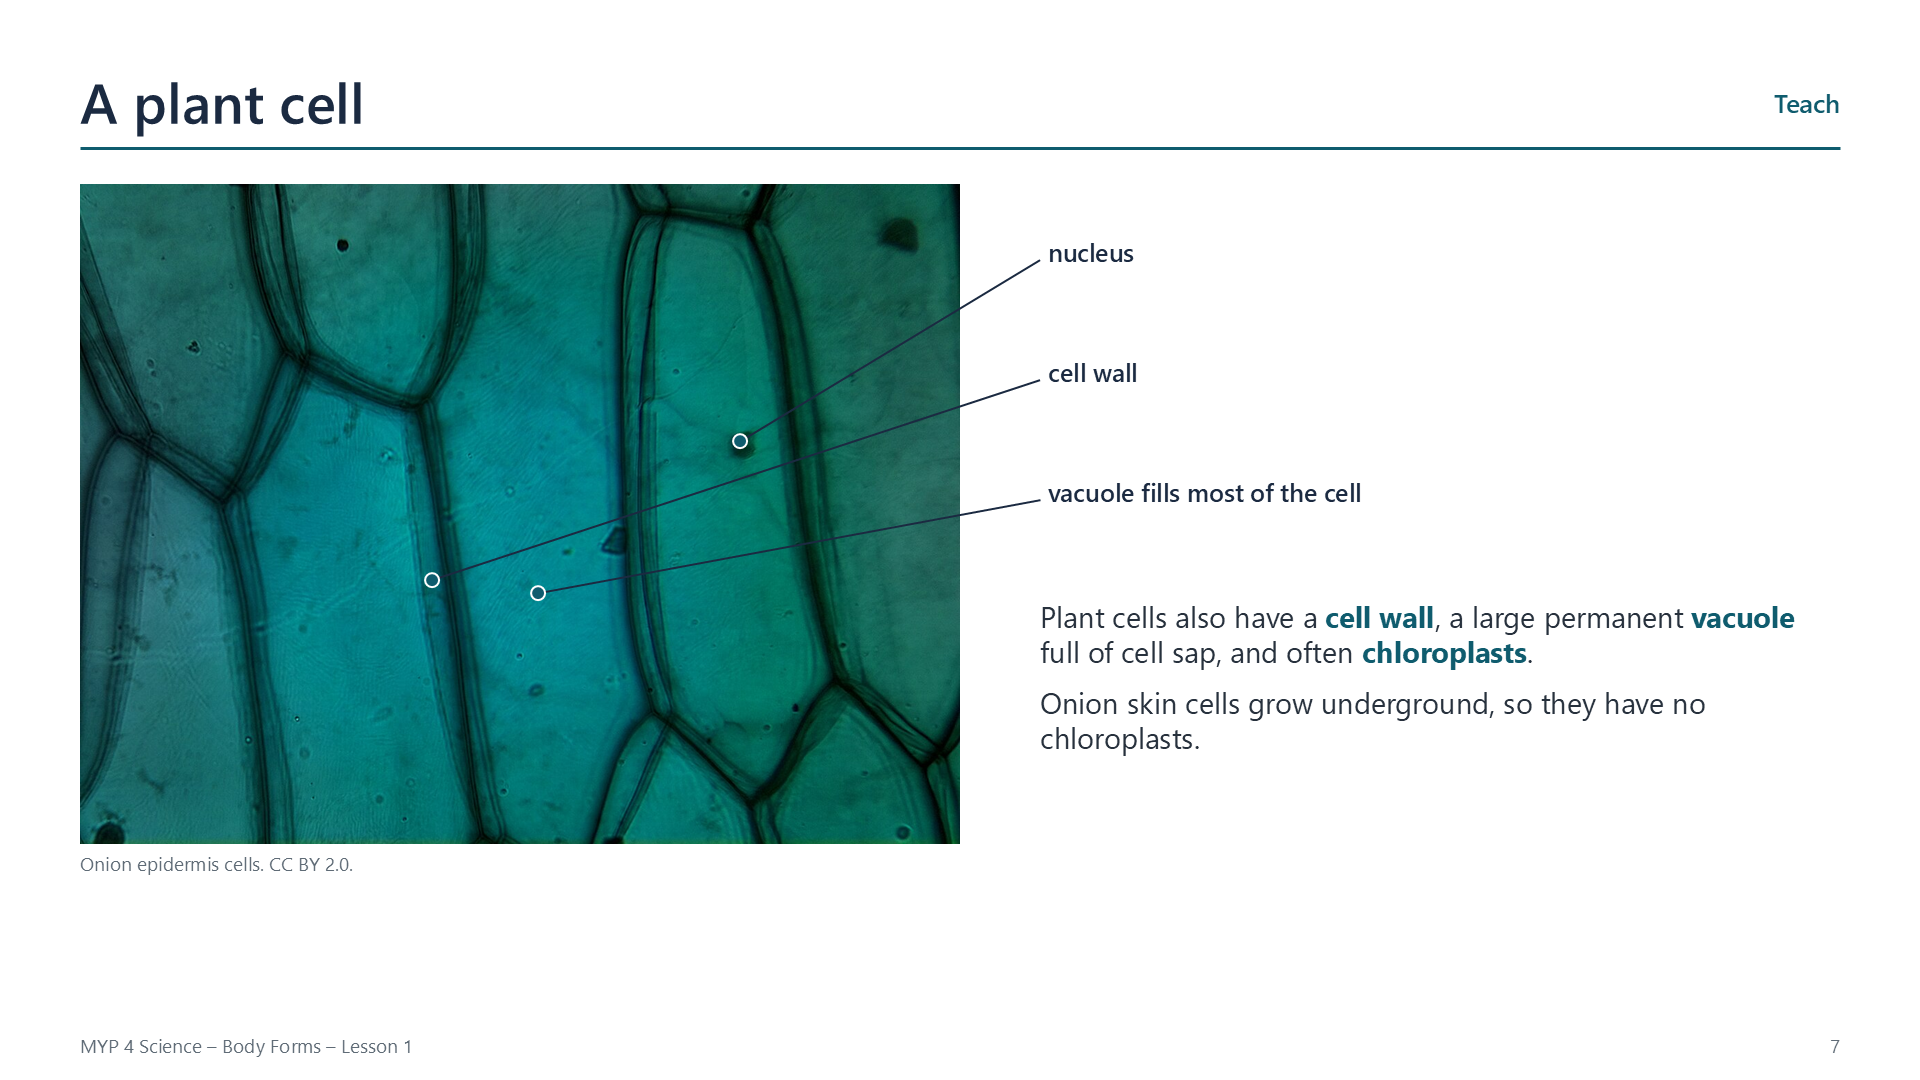 A plant cell
Teach
nucleus
cell wall
vacuole fills most of the cell
Plant cells also have a cell wall, a large permanent vacuole
full of cell sap, and often chloroplasts.
Onion skin cells grow underground, so they have no
chloroplasts.
Onion epidermis cells. CC BY 2.0.
MYP 4 Science – Body Forms – Lesson 1
7